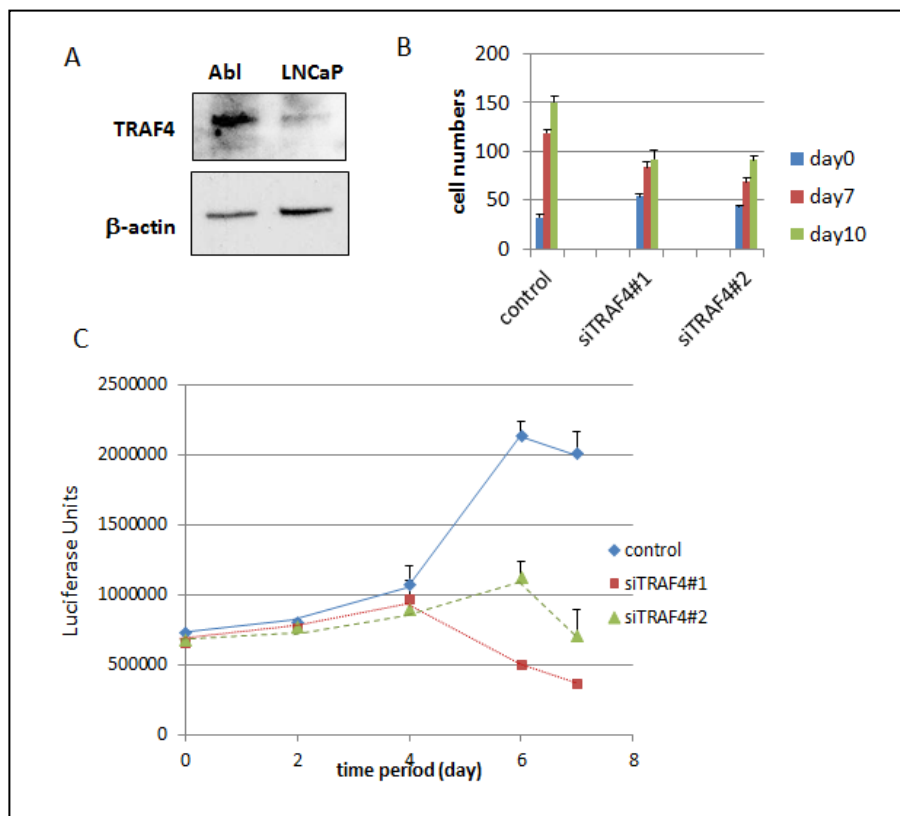 A
Abl LNCaP
TRAF4
β-actin
B
200
150
100
50
0
cell numbers
control
siTRAF4#1
siTRAF4#2
day0
day7
day10
C
2500000
2000000
1500000
1000000
500000
0
Luciferase Units
0 2 4 6 8
time period (day)
control
siTRAF4#1
siTRAF4#2